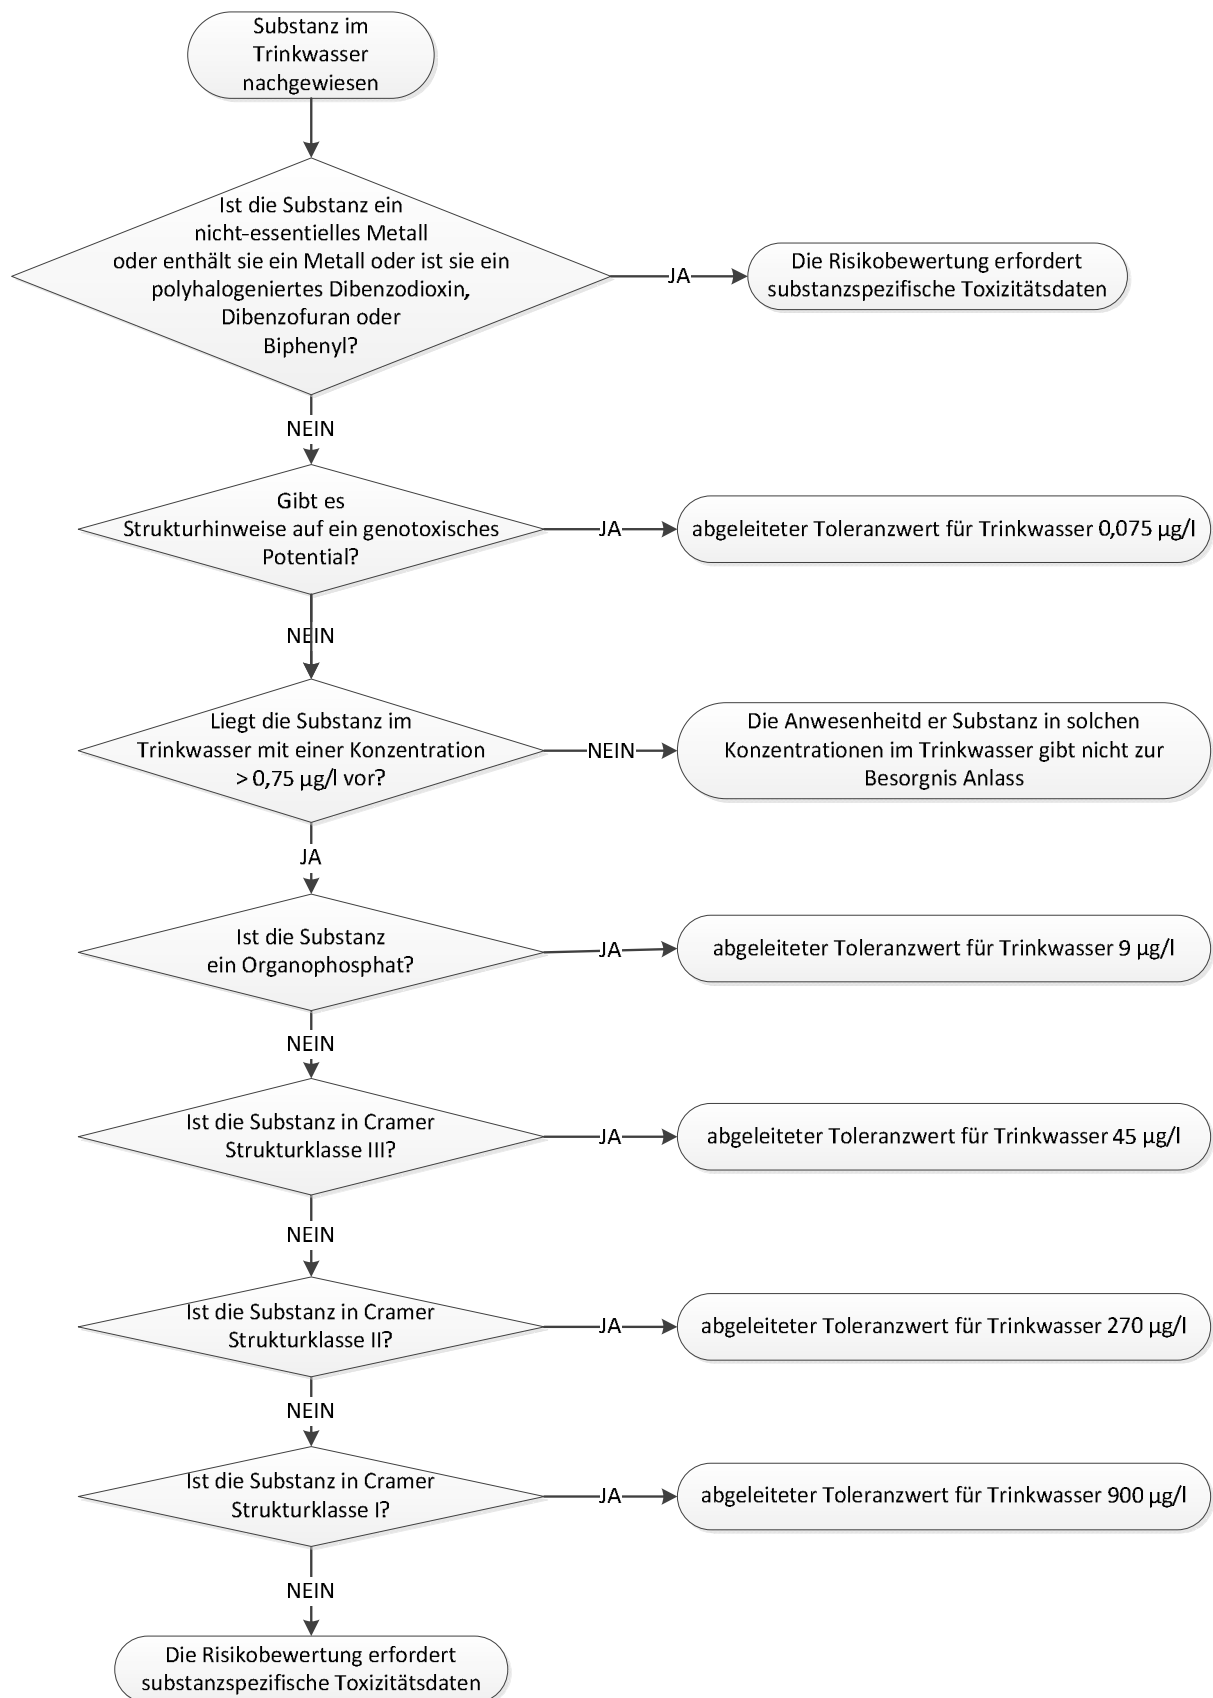 Substanz im
Trinkwasser
nachgewiesen
Ist die Substanz ein
nicht-essentielles Metall
oder enthält sie ein Metall oder ist sie ein
polyhalogeniertes Dibenzodioxin,
Dibenzofuran oder
Biphenyl?
JA
Die Risikobewertung erfordert
substanzspezifische Toxizitätsdaten
NEIN
Gibt es
Strukturhinweise auf ein genotoxisches
Potential?
JA
abgeleiteter Toleranzwert für Trinkwasser 0,075 µg/l
NEIN
Liegt die Substanz im
Trinkwasser mit einer Konzentration
> 0,75 µg/l vor?
NEIN
Die Anwesenheitd er Substanz in solchen
Konzentrationen im Trinkwasser gibt nicht zur
Besorgnis Anlass
JA
Ist die Substanz
ein Organophosphat?
JA
abgeleiteter Toleranzwert für Trinkwasser 9 µg/l
NEIN
Ist die Substanz in Cramer
Strukturklasse III?
JA
abgeleiteter Toleranzwert für Trinkwasser 45 µg/l
NEIN
Ist die Substanz in Cramer
Strukturklasse II?
JA
abgeleiteter Toleranzwert für Trinkwasser 270 µg/l
NEIN
Ist die Substanz in Cramer
Strukturklasse I?
JA
abgeleiteter Toleranzwert für Trinkwasser 900 µg/l
NEIN
Die Risikobewertung erfordert
substanzspezifische Toxizitätsdaten